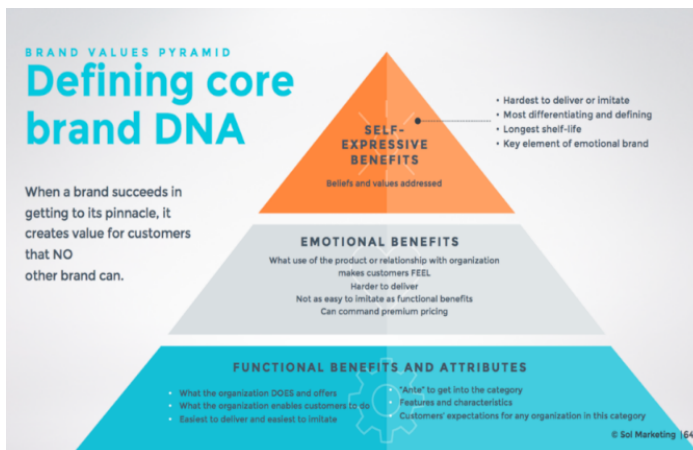 BRAND VALUES PYRAMID
Defining core
brand DNA
When a brand succeeds in
getting to its pinnacle, it
creates value for customers
that NO
other brand can.
SELF-
EXPRESSIVE
BENEFITS
Beliefs and values addressed
• Hardest to deliver or imitate
• Most differentiating and defining
• Longest shelf-life
• Key element of emotional brand
EMOTIONAL BENEFITS
What use of the product or relationship with organization
makes customers FEEL
Harder to deliver
Not as easy to imitate as functional benefits
Can command premium pricing
FUNCTIONAL BENEFITS AND ATTRIBUTES
• What the organization DOES and offers
• What the organization enables customers to do
• Easiest to deliver and easiest to imitate
• "Ante" to get into the category
• Features and characteristics
• Customers' expectations for any organization in this category
© Sol Marketing | 64